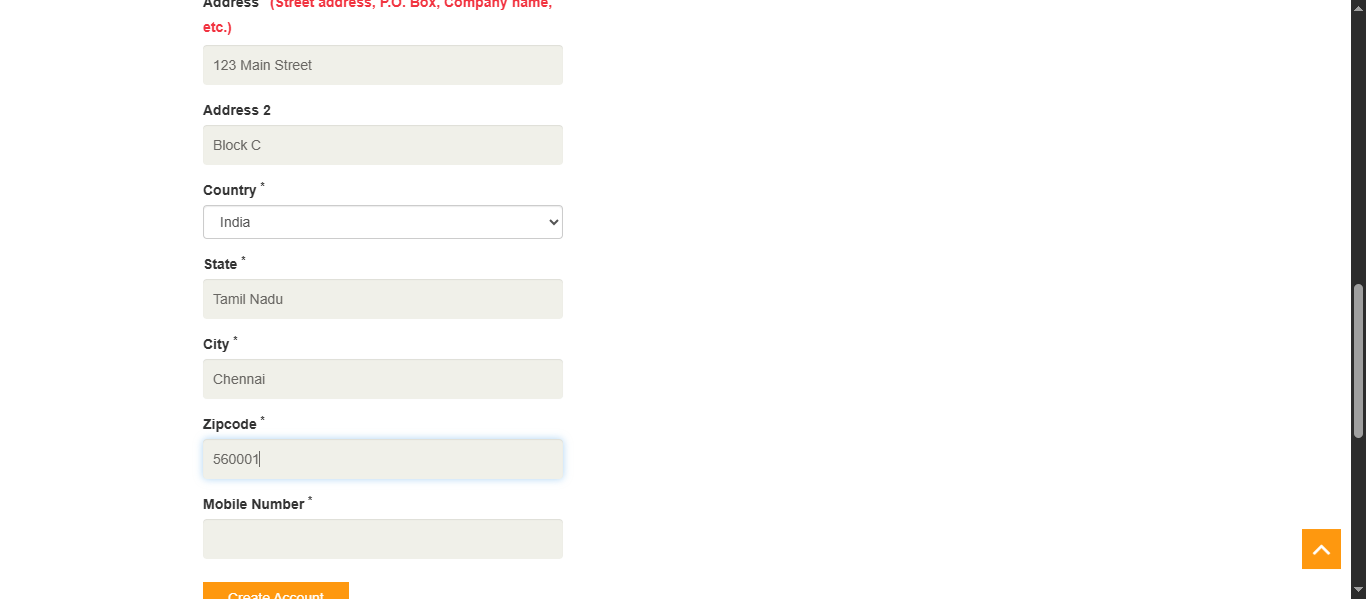 Address * (Street address, P.O. Box, Company name,
etc.)
123 Main Street
Address 2
Block C
Country *
India
State *
Tamil Nadu
City *
Chennai
Zipcode *
560001
Mobile Number *
Create Account